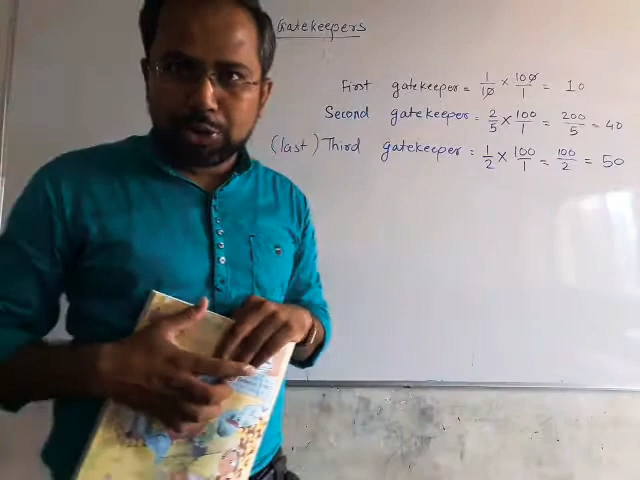 Gatekeepers
First gatekeeper = 1/10 × 100/1 = 10
Second gatekeeper = 2/5 × 100/1 = 200/5 = 40
(last) Third gatekeeper = 1/2 × 100/1 = 100/2 = 50